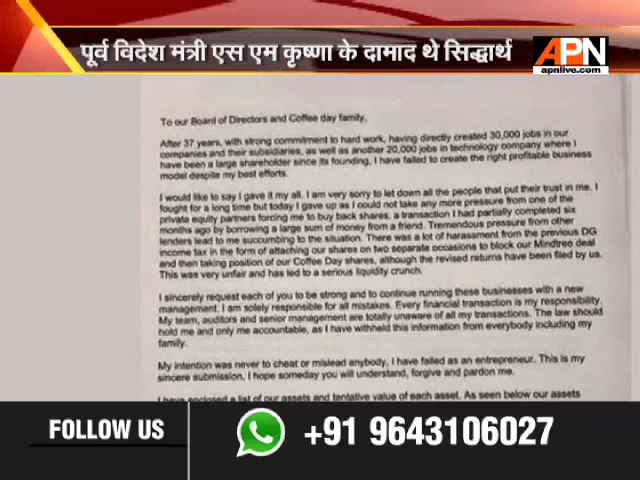 पूर्व विदेश मंत्री एस एम कृष्णा के दामाद थे सिद्धार्थ
APN
apnlive.com
To our Board of Directors and Coffee day family,
After 37 years, with strong commitment to hard work, having directly created 30,000 jobs in our
companies and their subsidiaries, as well as another 20,000 jobs in technology company where I
have been a large shareholder since its founding, I have failed to create the right profitable business
model despite my best efforts.
I would like to say I gave it my all. I am very sorry to let down all the people that put their trust in me. I
fought for a long time but today I gave up as I could not take any more pressure from one of the
private equity partners forcing me to buy back shares, a transaction I had partially completed six
months ago by borrowing a large sum of money from a friend. Tremendous pressure from other
lenders lead to me succumbing to the situation. There was a lot of harassment from the previous DG
income tax in the form of attaching our shares on two separate occasions to block our Mindtree deal
and then taking position of our Coffee Day shares, although the revised returns have been filed by us.
This was very unfair and has led to a serious liquidity crunch.
I sincerely request each of you to be strong and to continue running these businesses with a new
management. I am solely responsible for all mistakes. Every financial transaction is my responsibility.
My team, auditors and senior management are totally unaware of all my transactions. The law should
hold me and only me accountable, as I have withheld this information from everybody including my
family.
My intention was never to cheat or mislead anybody, I have failed as an entrepreneur. This is my
sincere submission, I hope someday you will understand, forgive and pardon me.
I have enclosed a list of our assets and tentative value of each asset. As seen below our assets
FOLLOW US
+91 9643106027